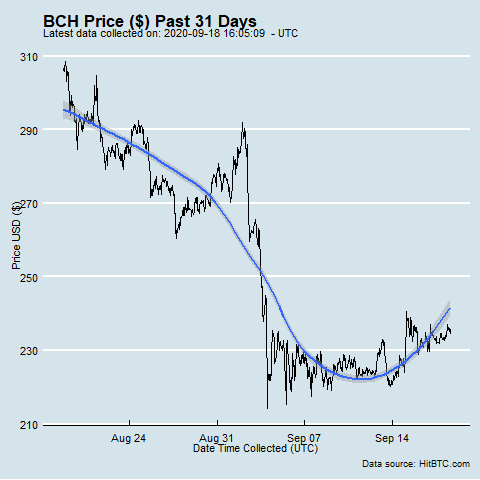 BCH Price ($) Past 31 Days
Latest data collected on: 2020-09-18 16:05:09 - UTC
310
290
270
250
230
210
Price USD ($)
Aug 24 Aug 31 Sep 07 Sep 14
Date Time Collected (UTC)
Data source: HitBTC.com